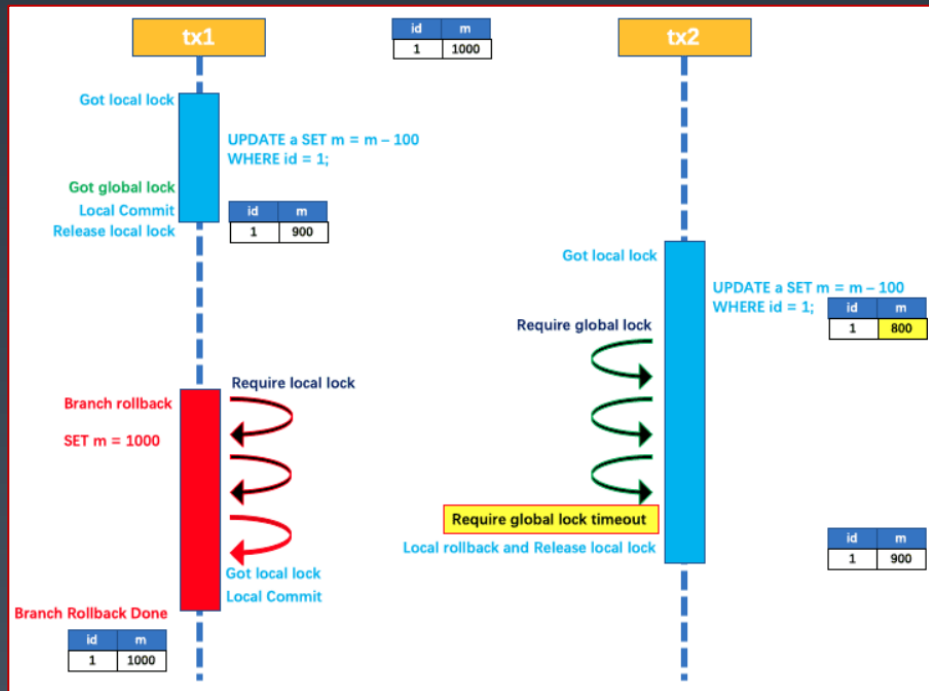 tx1
id m
1 1000
tx2
Got local lock
UPDATE a SET m = m – 100
WHERE id = 1;
Got global lock
Local Commit
Release local lock
id m
1 900
Got local lock
UPDATE a SET m = m – 100
WHERE id = 1;
id m
1 800
Require global lock
Require local lock
Branch rollback
SET m = 1000
Require global lock timeout
Local rollback and Release local lock
id m
1 900
Got local lock
Local Commit
Branch Rollback Done
id m
1 1000